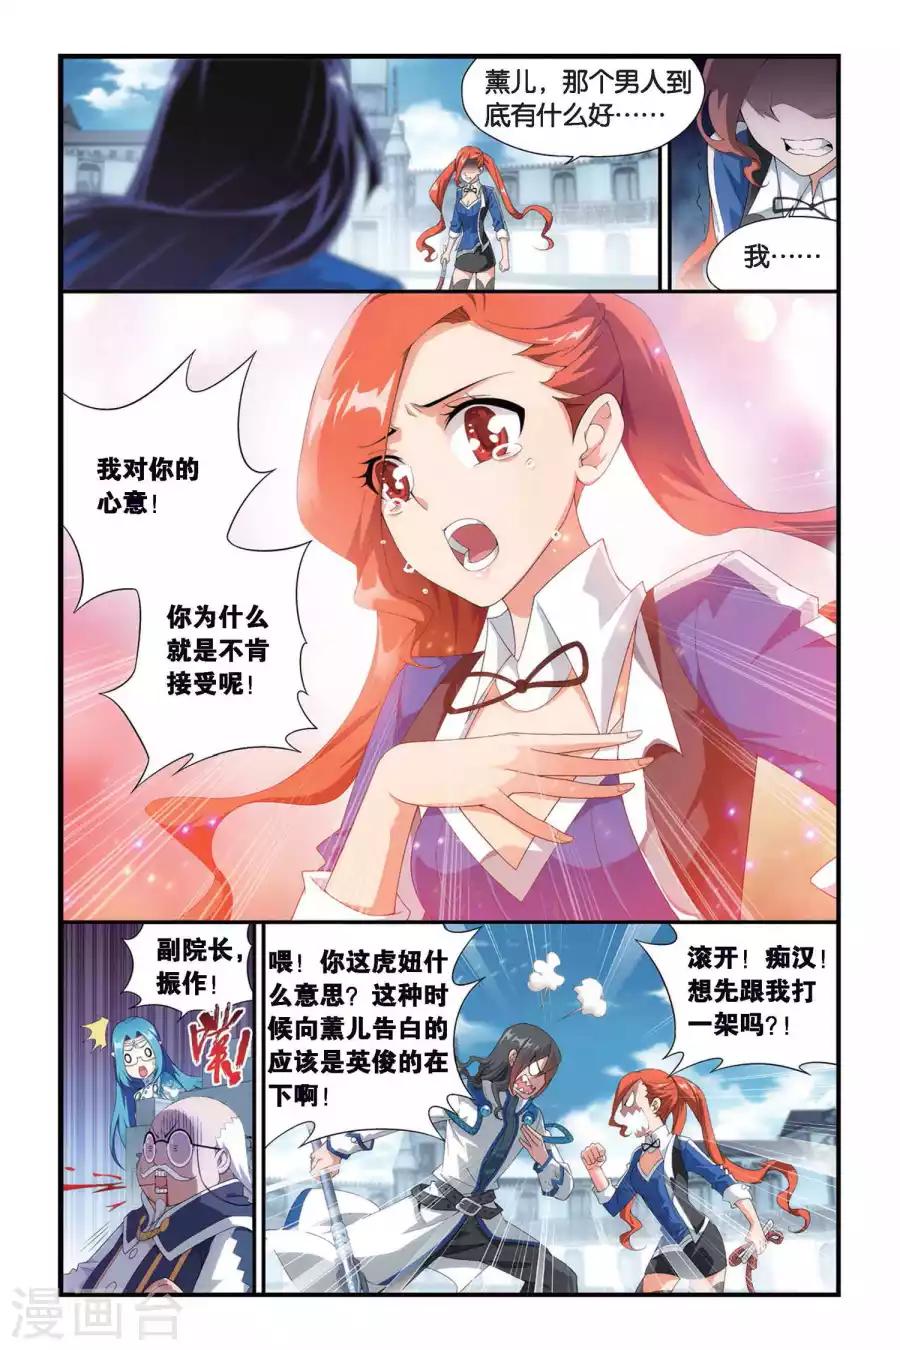 薰儿，那个男人到
底有什么好……
我……
我对你的
心意！
你为什么
就是不肯
接受呢！
副院长，
振作！
喂！你这虎妞什
么意思？这种时
候向薰儿告白的
应该是英俊的在
下啊！
滚开！痴汉！
想先跟我打
一架吗？！
漫画台